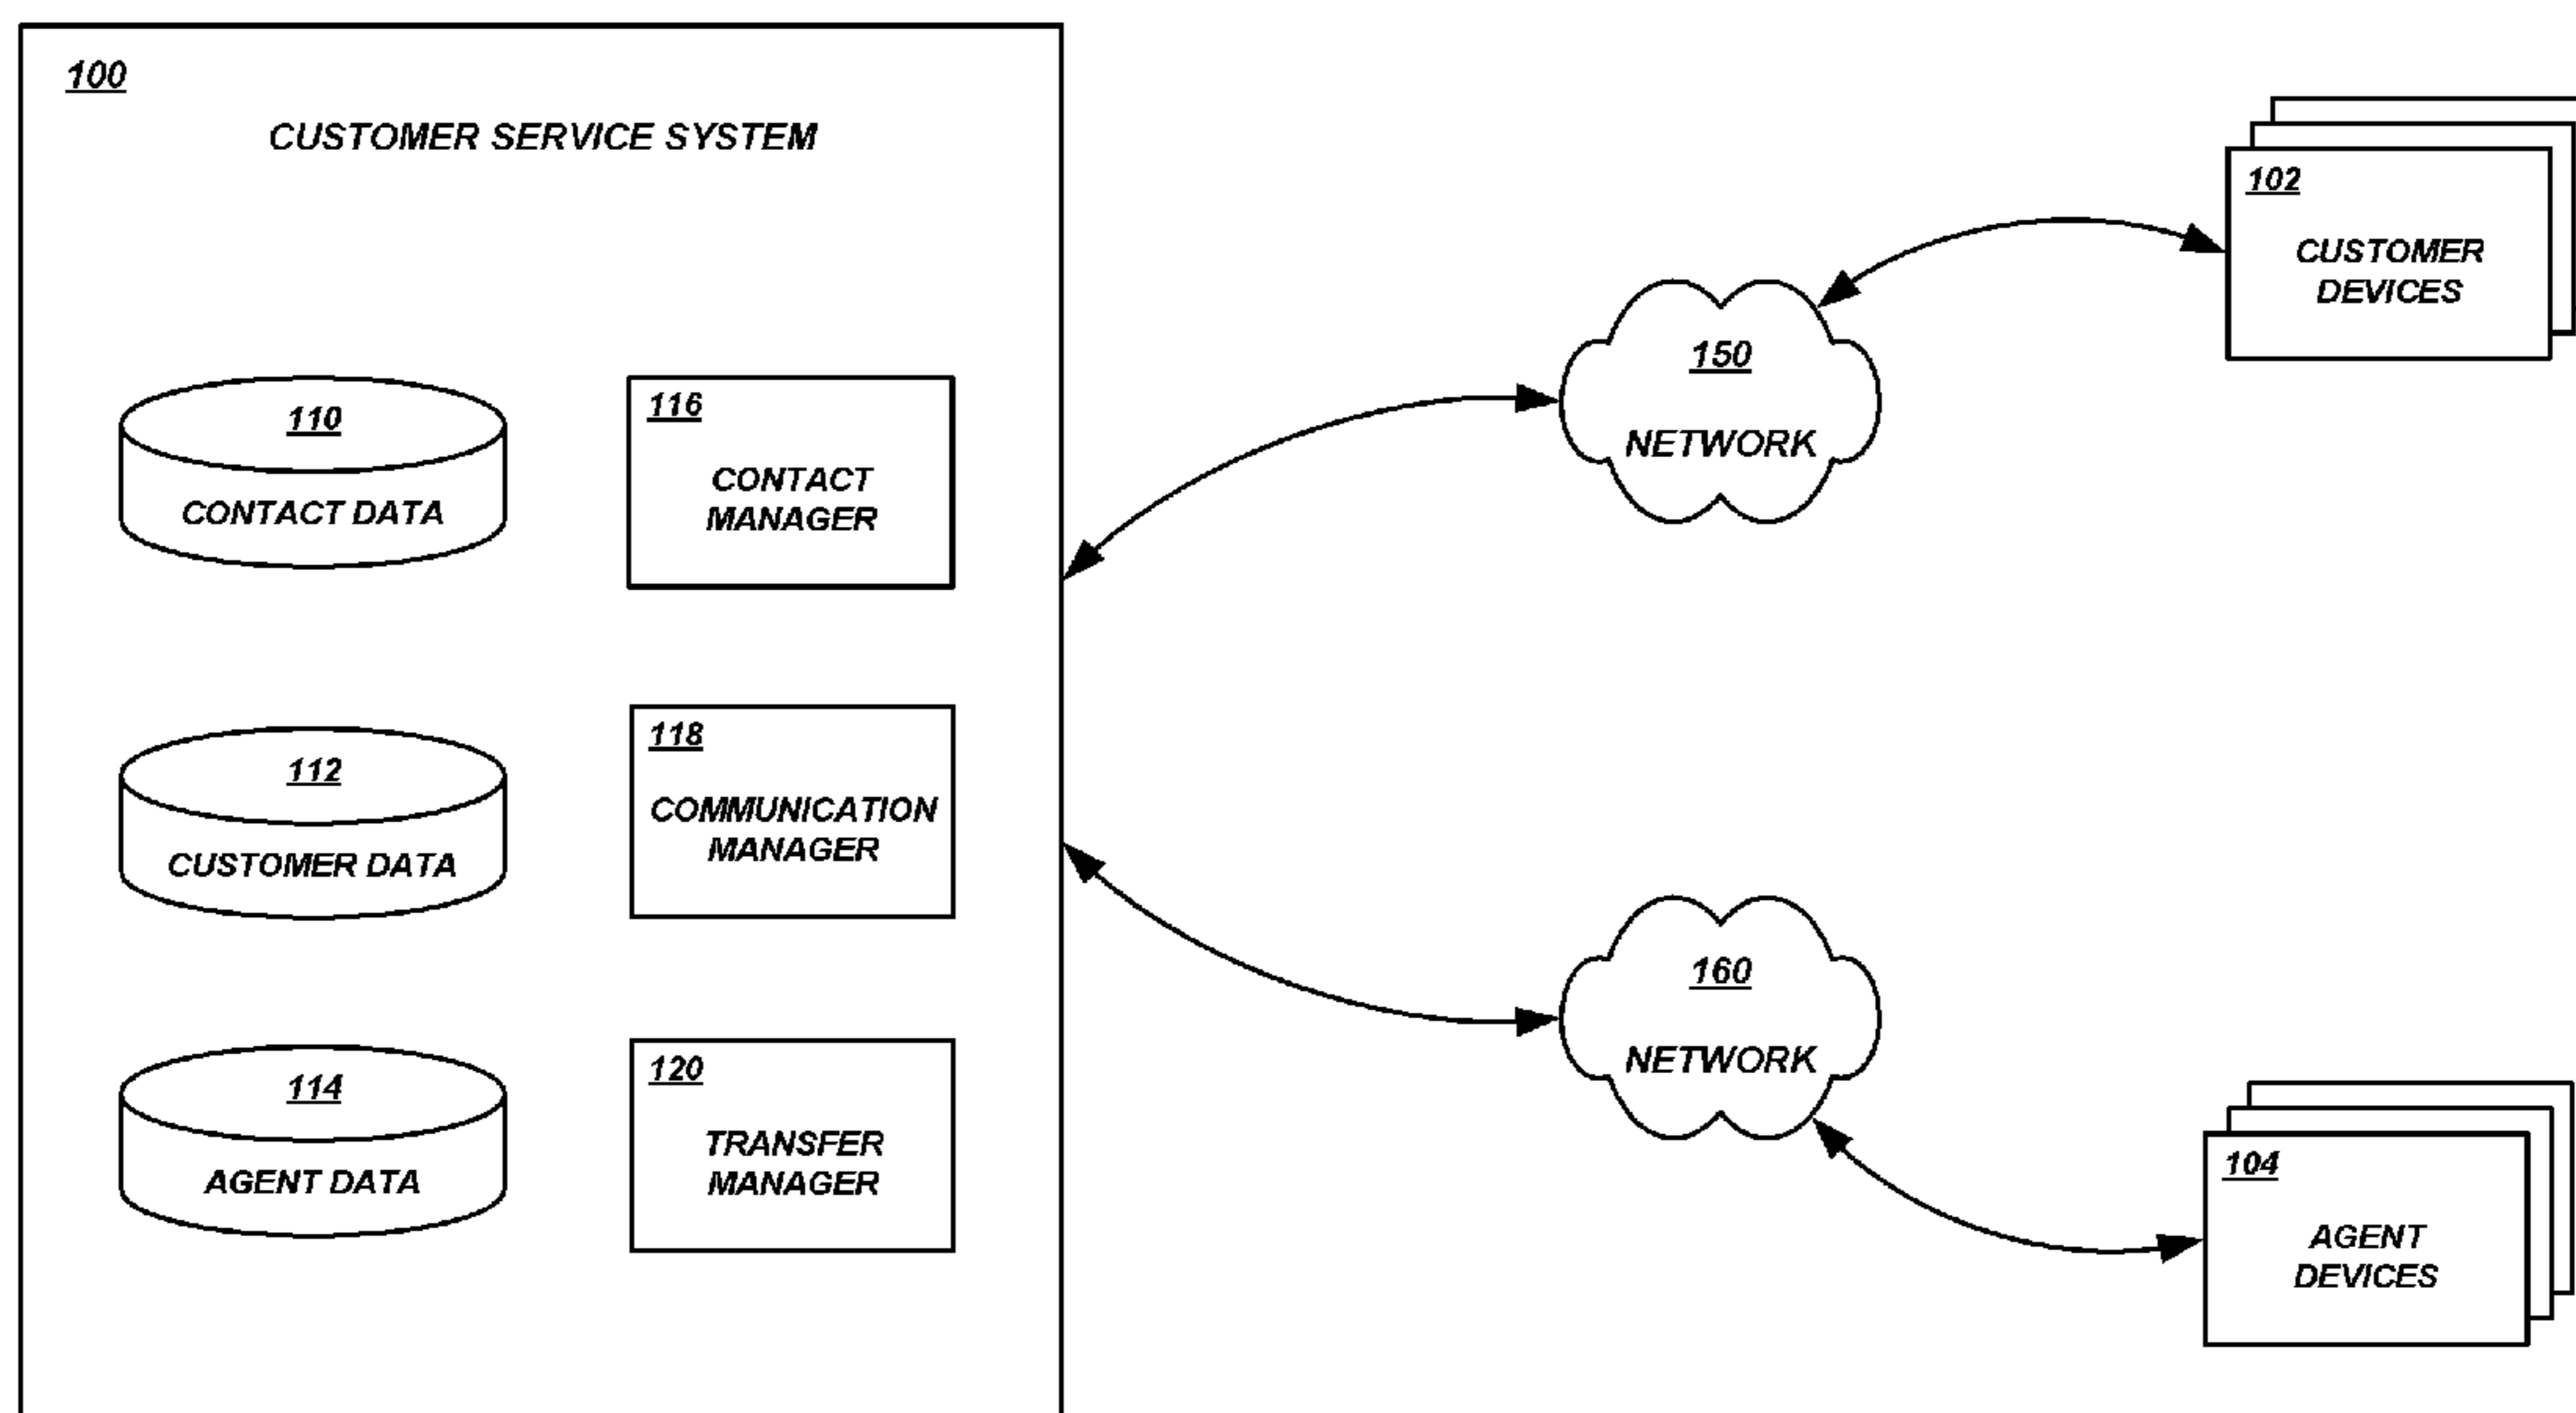 100
CUSTOMER SERVICE SYSTEM
110
CONTACT DATA
116
CONTACT
MANAGER
112
CUSTOMER DATA
118
COMMUNICATION
MANAGER
114
AGENT DATA
120
TRANSFER
MANAGER
150
NETWORK
102
CUSTOMER
DEVICES
160
NETWORK
104
AGENT
DEVICES